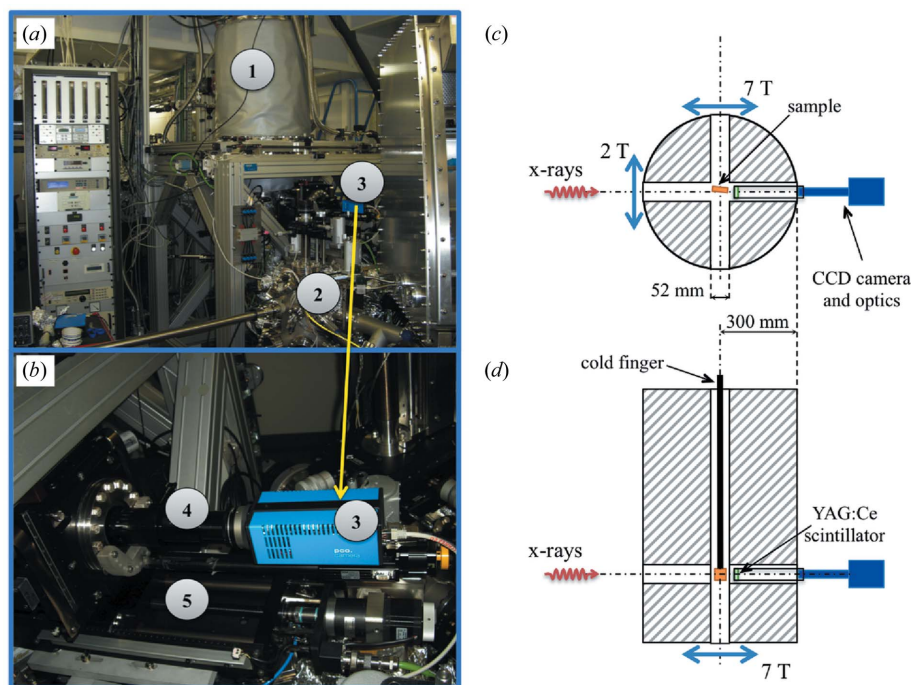 (a)
1
3
2
(b)
4
3
pco.
camera
5
(c)
7 T
sample
2 T
x-rays
CCD camera
and optics
52 mm
300 mm
(d)
cold finger
YAG:Ce
scintillator
x-rays
7 T